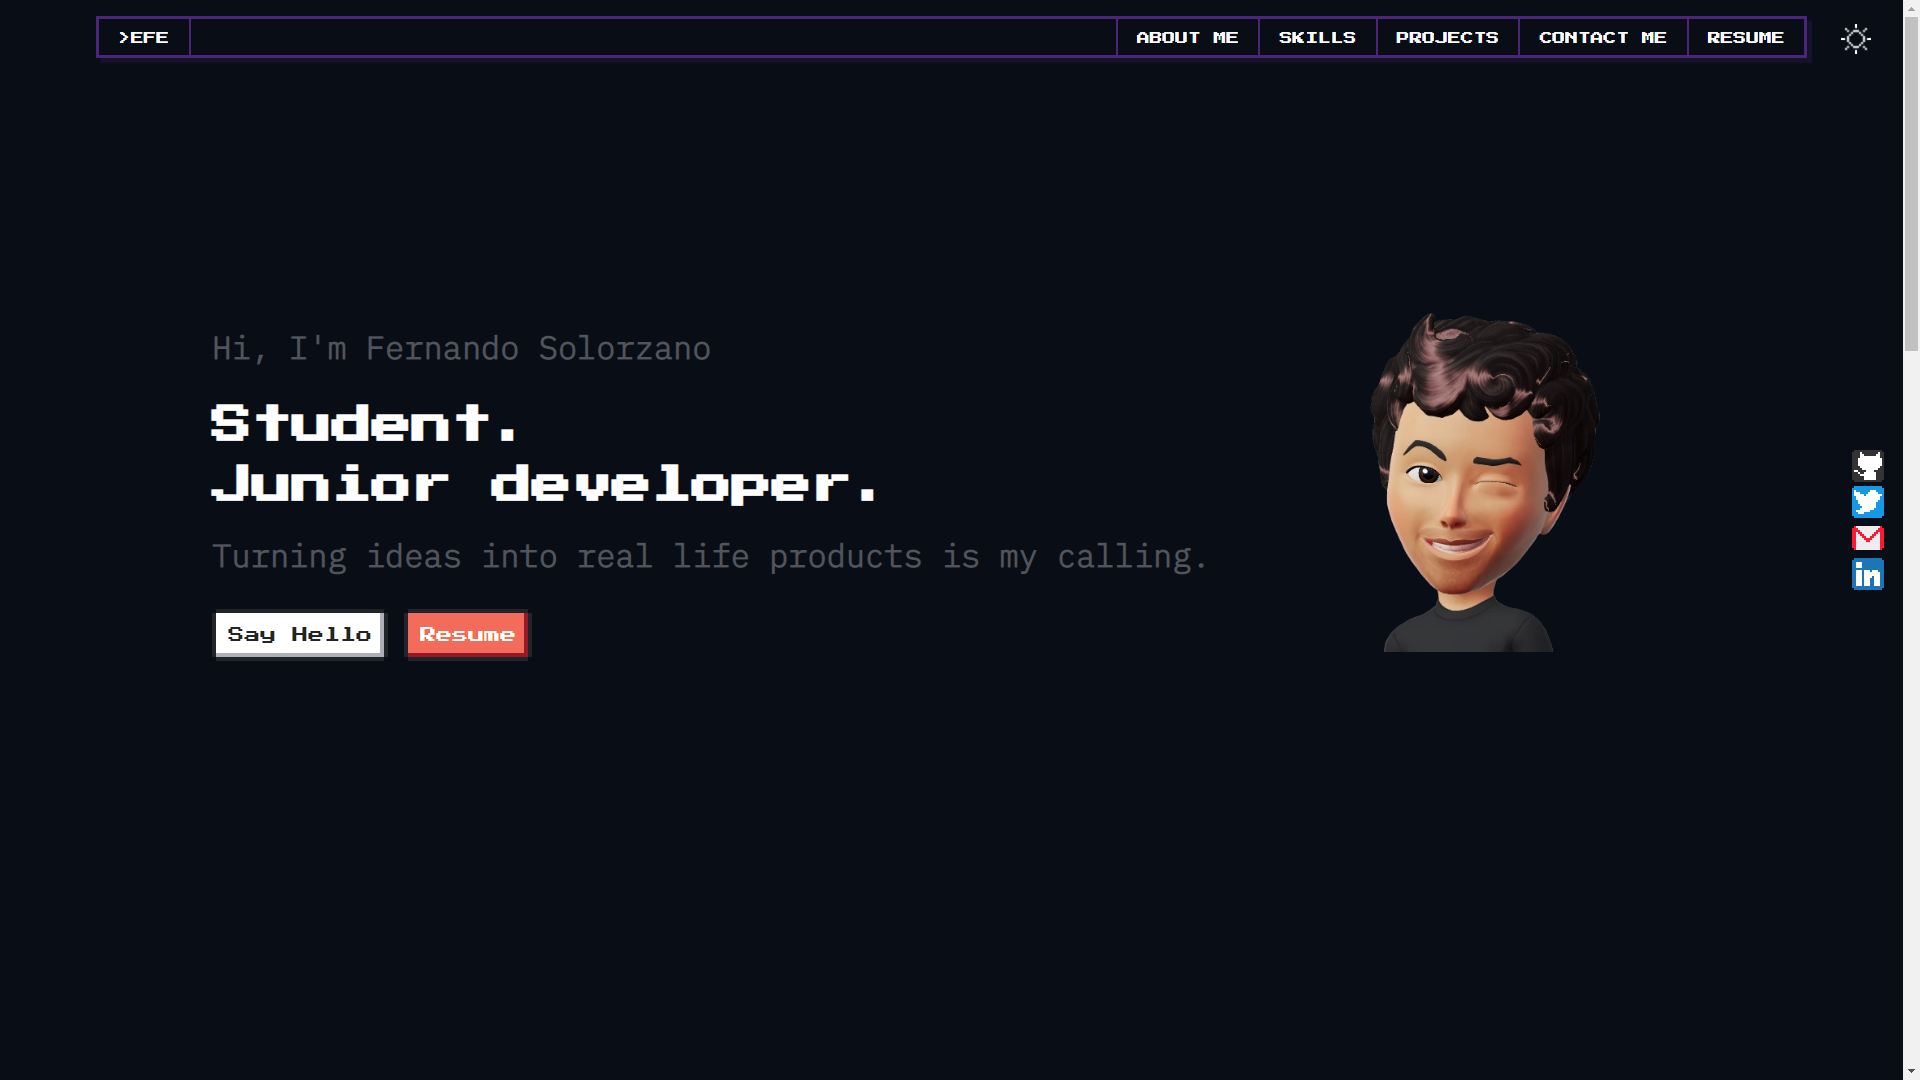 >EFE
ABOUT ME
SKILLS
PROJECTS
CONTACT ME
RESUME
Hi, I'm Fernando Solorzano
Student.
Junior developer.
Turning ideas into real life products is my calling.
Say Hello
Resume
in